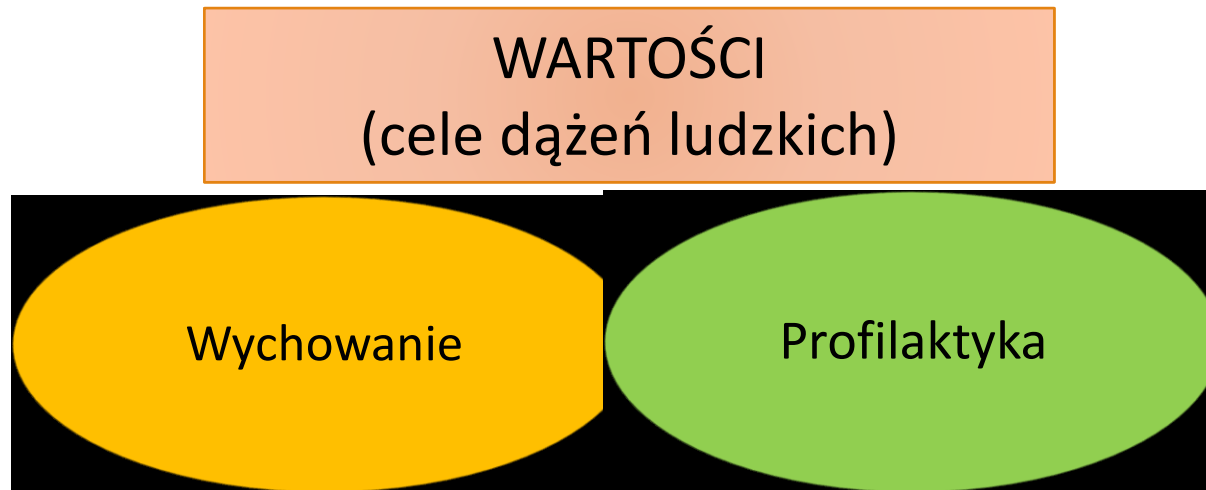 WARTOŚCI
(cele dążeń ludzkich)
Wychowanie
Profilaktyka